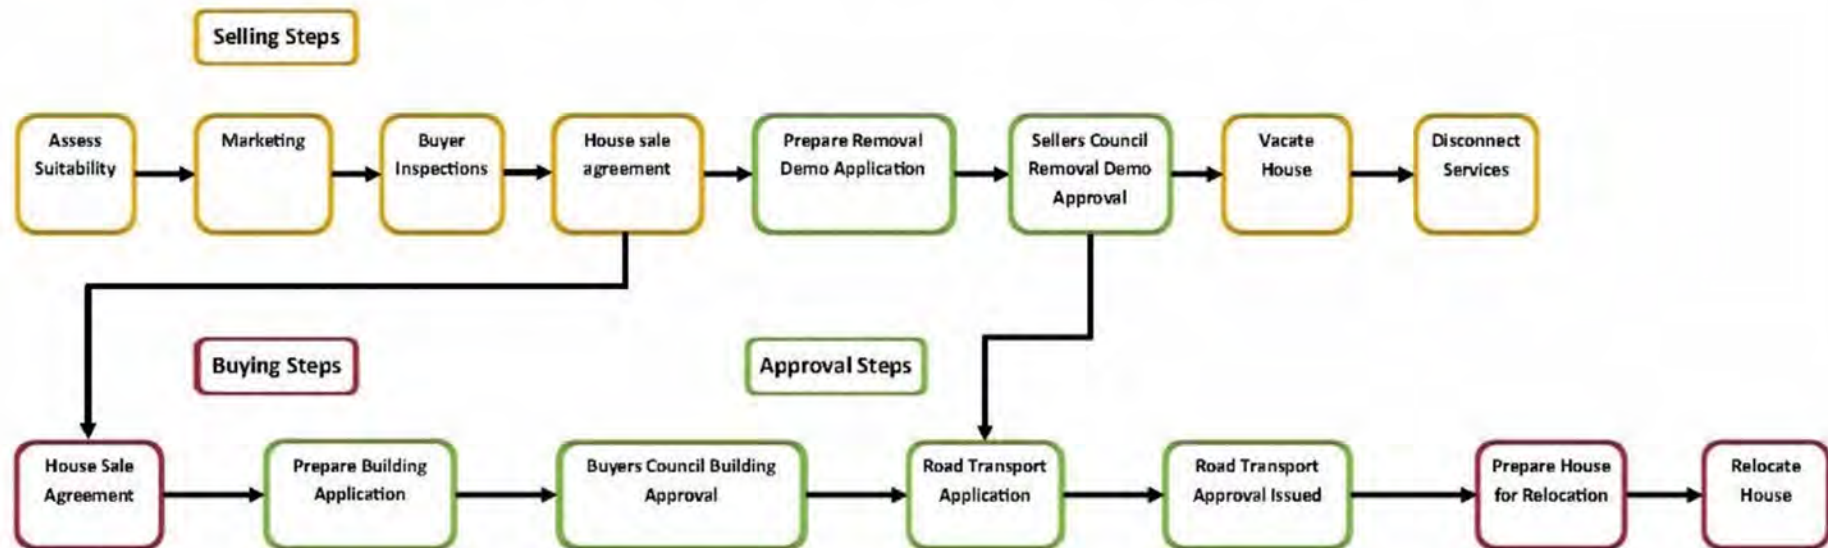 Selling Steps
Assess
Suitability
Marketing
Buyer
Inspections
House sale
agreement
Prepare Removal
Demo Application
Sellers Council
Removal Demo
Approval
Vacate
House
Disconnect
Services
Buying Steps
Approval Steps
House Sale
Agreement
Prepare Building
Application
Buyers Council Building
Approval
Road Transport
Application
Road Transport
Approval Issued
Prepare House
for Relocation
Relocate
House